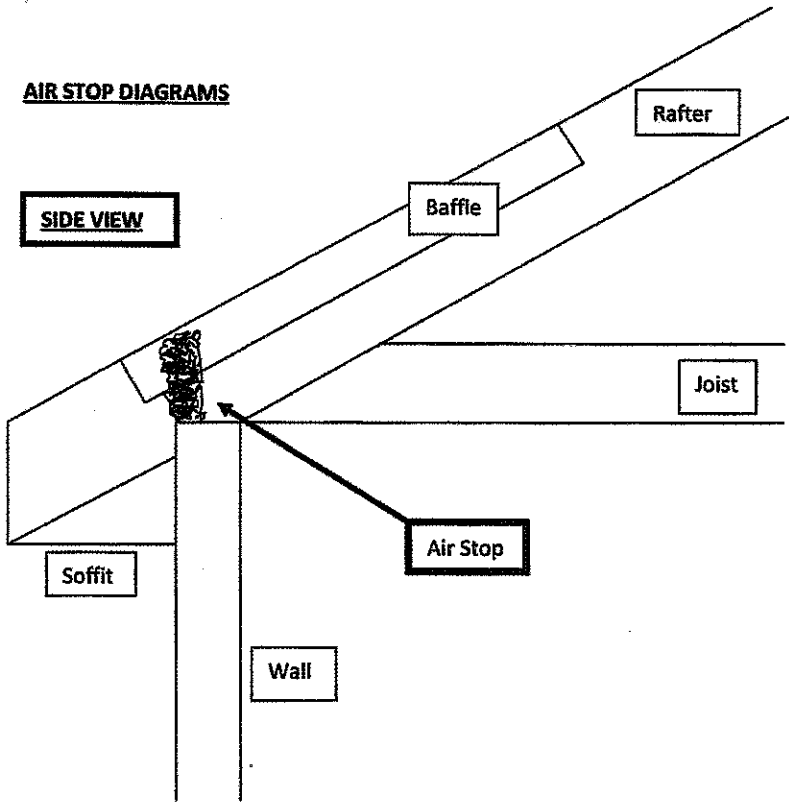 AIR STOP DIAGRAMS
Rafter
SIDE VIEW
Baffle
Joist
Air Stop
Soffit
Wall